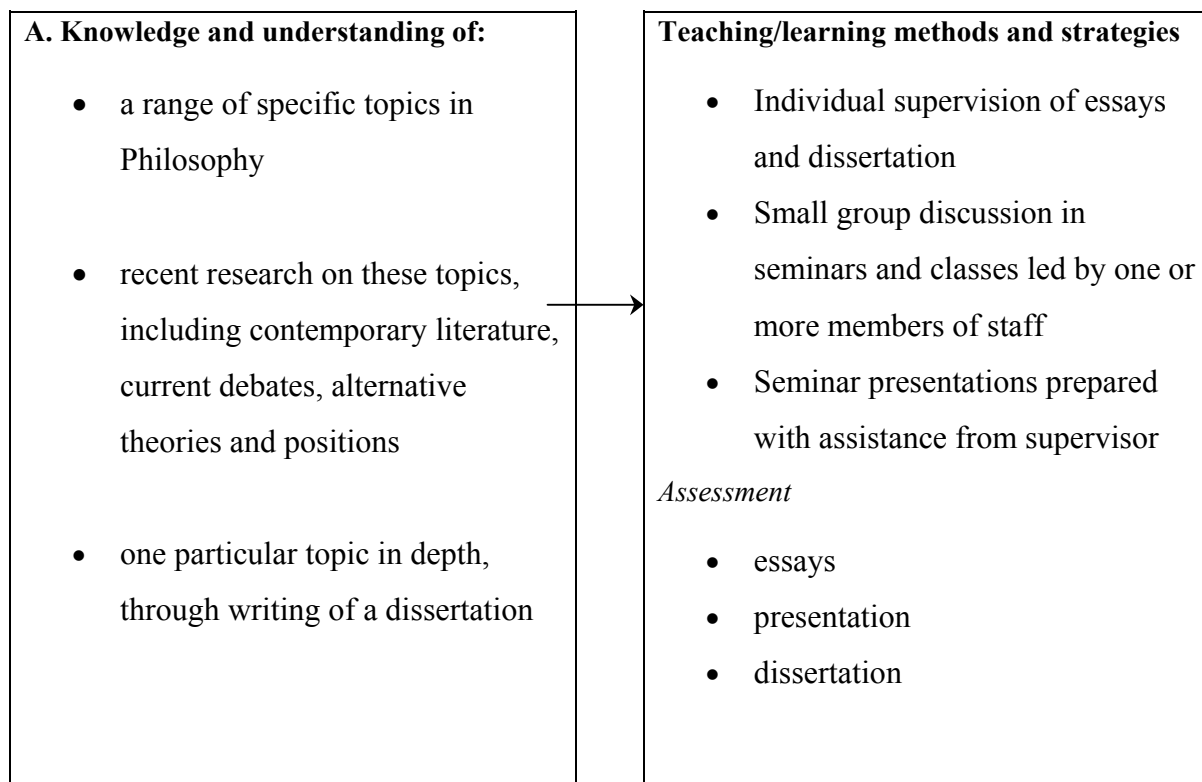 A. Knowledge and understanding of:
• a range of specific topics in
Philosophy
• recent research on these topics,
including contemporary literature,
current debates, alternative
theories and positions
• one particular topic in depth,
through writing of a dissertation
Teaching/learning methods and strategies
• Individual supervision of essays
and dissertation
• Small group discussion in
seminars and classes led by one or
more members of staff
• Seminar presentations prepared
with assistance from supervisor
Assessment
• essays
• presentation
• dissertation